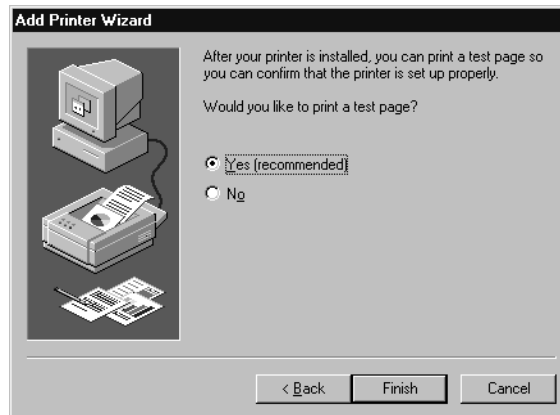 Add Printer Wizard
After your printer is installed, you can print a test page so
you can confirm that the printer is set up properly.
Would you like to print a test page?
Yes (recommended)
No
< Back
Finish
Cancel